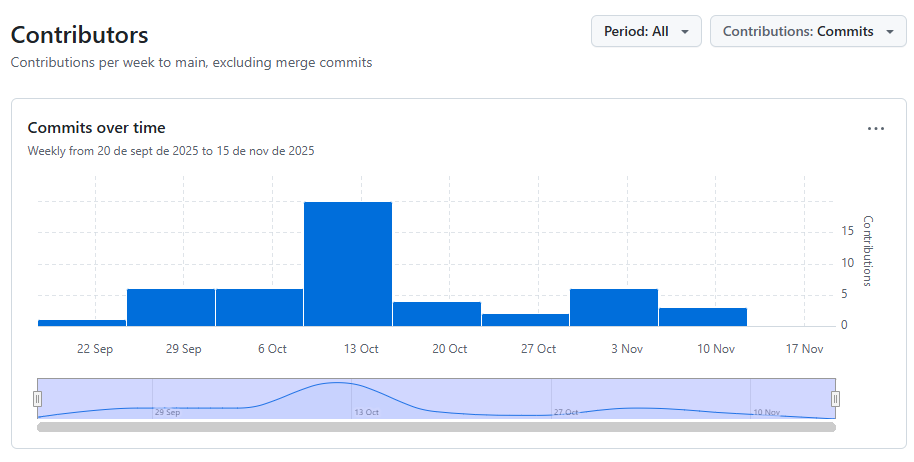 Contributors
Period: All
Contributions: Commits
Contributions per week to main, excluding merge commits
Commits over time
Weekly from 20 de sept de 2025 to 15 de nov de 2025
15
10
5
0
Contributions
22 Sep 29 Sep 6 Oct 13 Oct 20 Oct 27 Oct 3 Nov 10 Nov 17 Nov
29 Sep 13 Oct 27 Oct 10 Nov